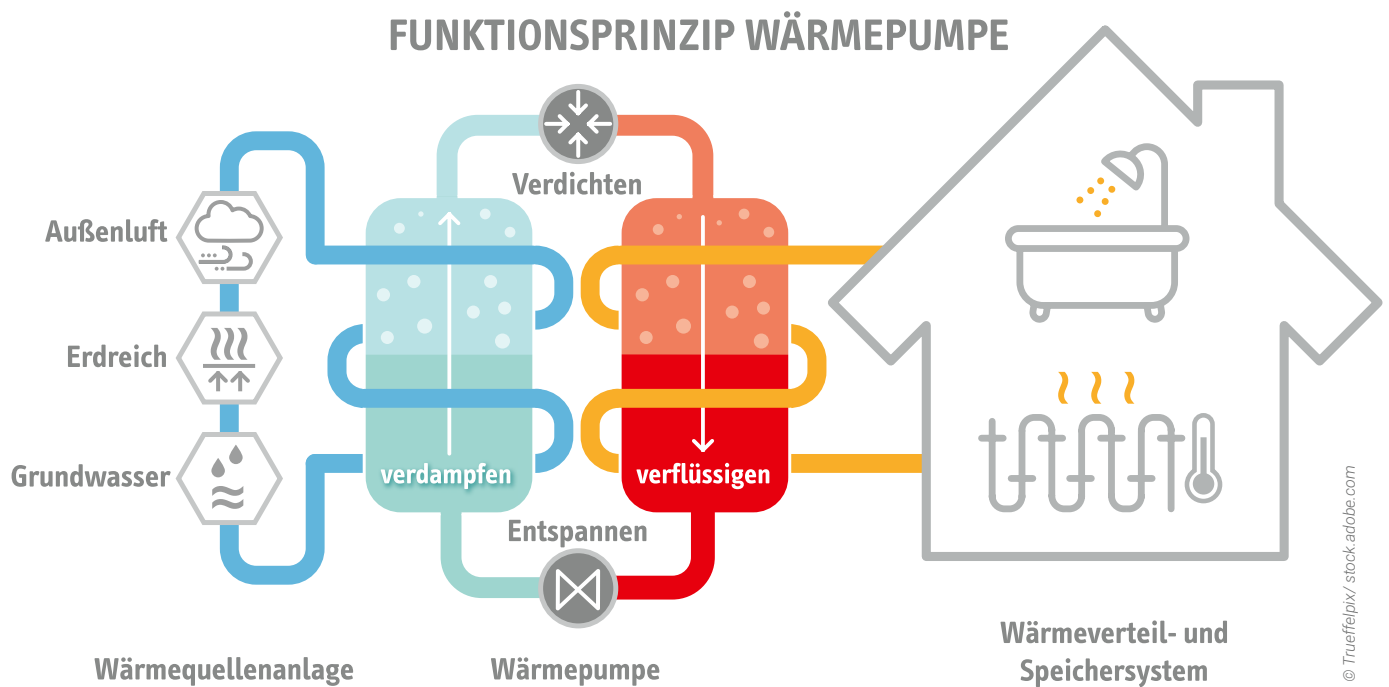 FUNKTIONSPRINZIP WÄRMEPUMPE
Verdichten
Außenluft
Erdreich
Grundwasser
verdampfen
verflüssigen
Entspannen
Wärmequellenanlage
Wärmepumpe
Wärmeverteil- und
Speichersystem
© Trueffelpix/ stock.adobe.com